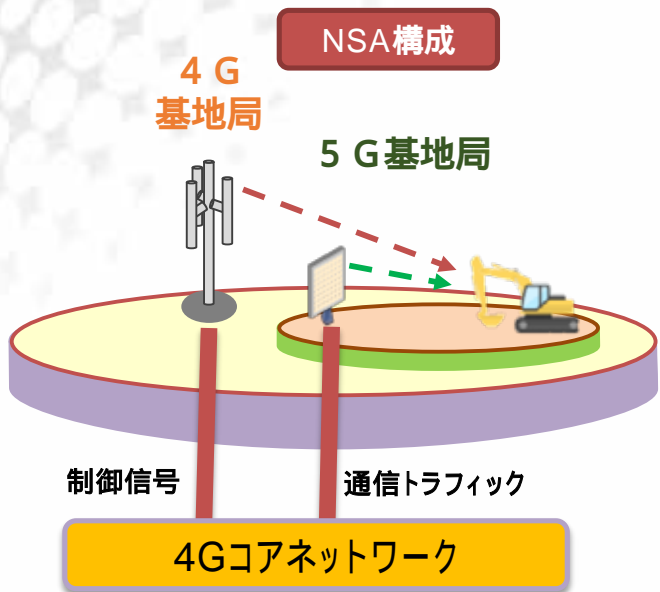 NSA構成
４Ｇ
基地局
５Ｇ基地局
制御信号
通信トラフィック
4Gコアネットワーク